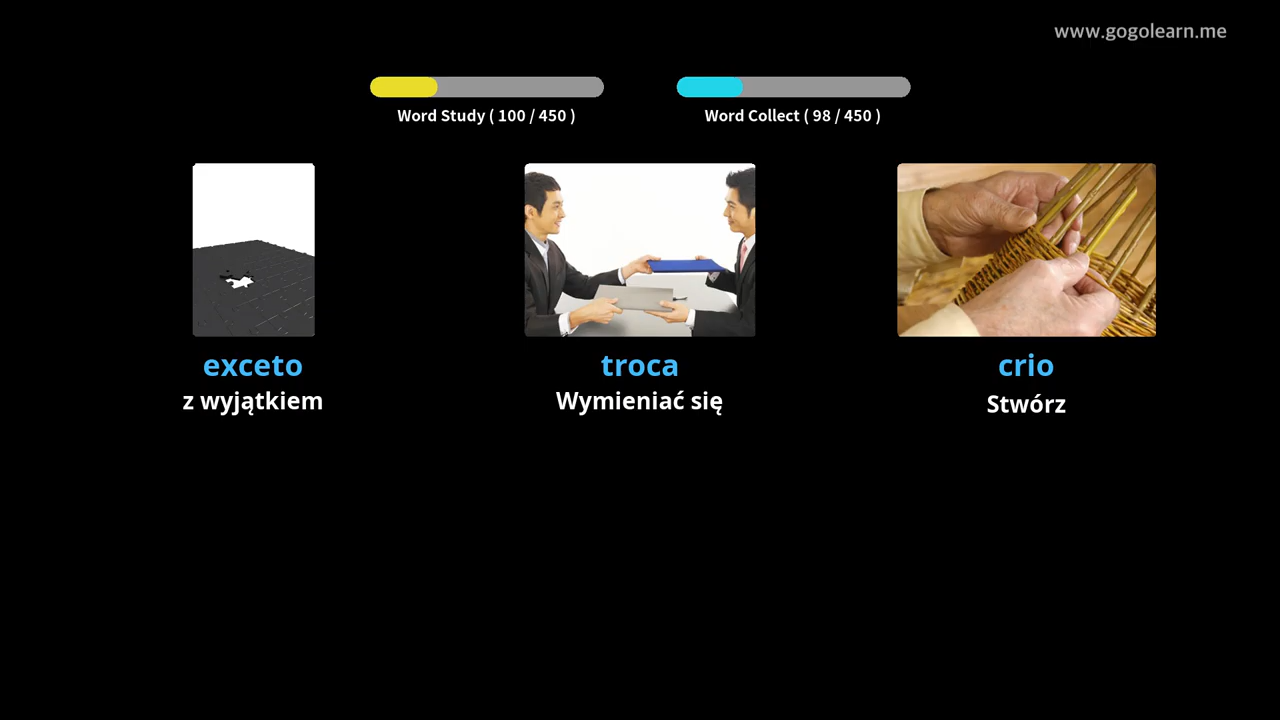 www.gogolearn.me
Word Study ( 100 / 450 )
Word Collect ( 98 / 450 )
exceto
z wyjątkiem
troca
Wymieniać się
crio
Stwórz